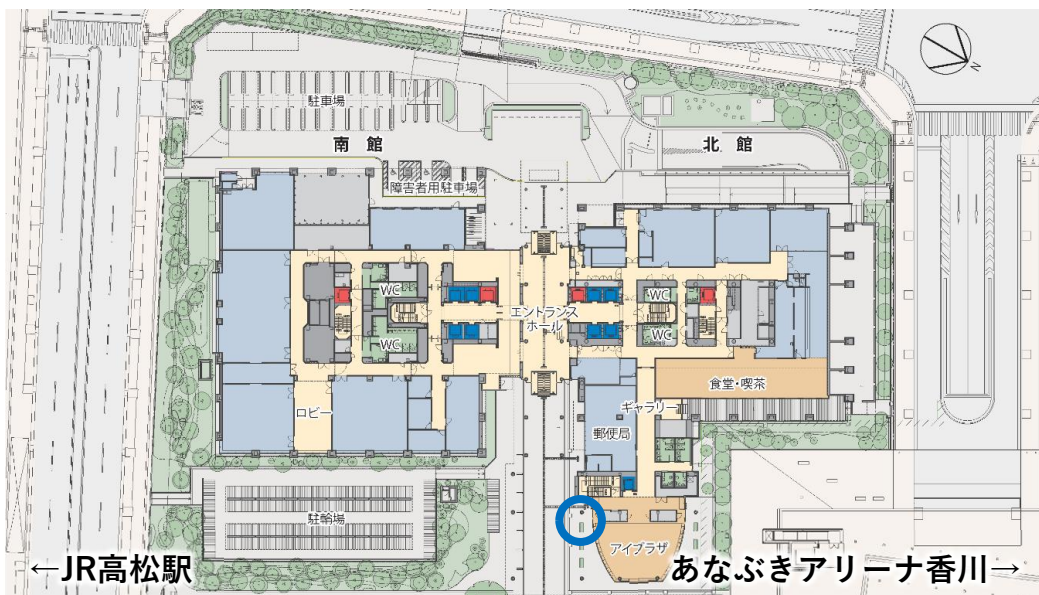 N
駐車場
南 館
北 館
障害者用駐車場
WC
WC
エントランス
ホール
WC
WC
食堂・喫茶
ロビー
ギャラリー
郵便局
駐輪場
アイプラザ
←JR高松駅
あなぶきアリーナ香川→